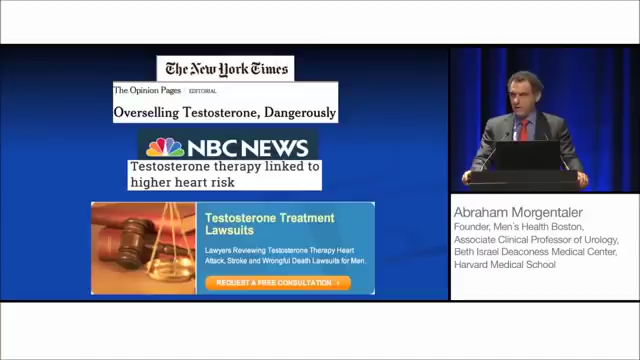 The New York Times
The Opinion Pages | EDITORIAL
Overselling Testosterone, Dangerously
NBC NEWS
Testosterone therapy linked to
higher heart risk
Testosterone Treatment
Lawsuits
Lawyers Reviewing Testosterone Therapy Heart
Attack, Stroke and Wrongful Death Lawsuits for Men.
REQUEST A FREE CONSULTATION >
Abraham Morgentaler
Founder, Men's Health Boston,
Associate Clinical Professor of Urology,
Beth Israel Deaconess Medical Center,
Harvard Medical School